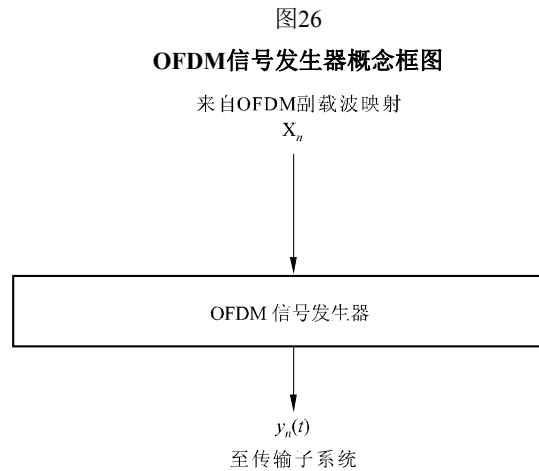 图26
OFDM信号发生器概念框图
来自OFDM副载波映射
Xn
OFDM 信号发生器
yn(t)
至传输子系统